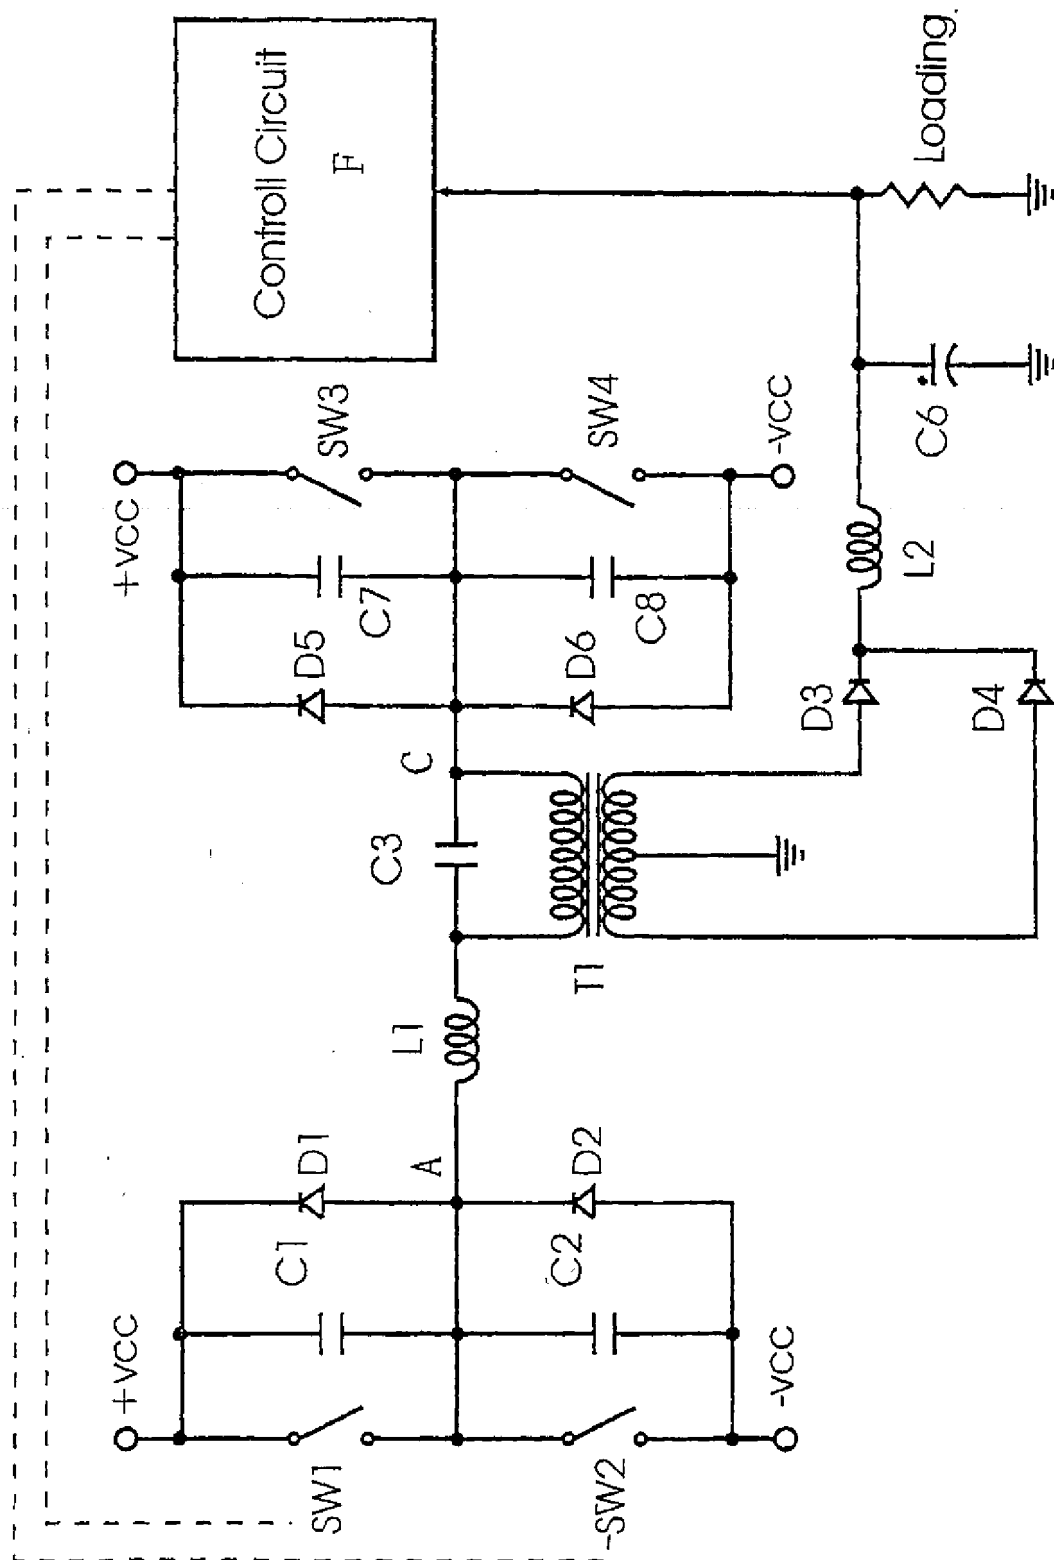 Controll Circuit
F
Loading
+VCC
SW3
SW4
-VCC
C7
C8
D5
D6
C6
L2
D3
D4
C
C3
T1
L1
A
D1
D2
C1
C2
+VCC
-VCC
SW1
SW2